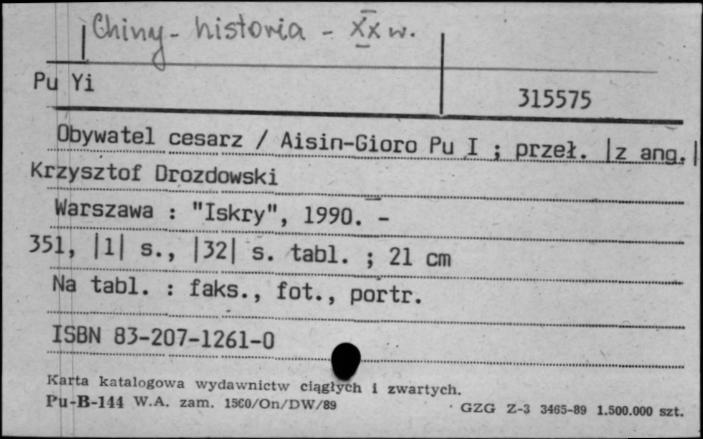 Chiny - historia - XX w.
Pu Yi
315575
Obywatel cesarz / Aisin-Gioro Pu I ; przeł. |z ang.|
Krzysztof Drozdowski
Warszawa : "Iskry", 1990. -
351, |1| s., |32| s. tabl. ; 21 cm
Na tabl. : faks., fot., portr.
ISBN 83-207-1261-0
Karta katalogowa wydawnictw ciągłych i zwartych.
Pu-B-144 W.A. zam. 1560/On/DW/89 GZG Z-3 3465-89 1.500.000 szt.